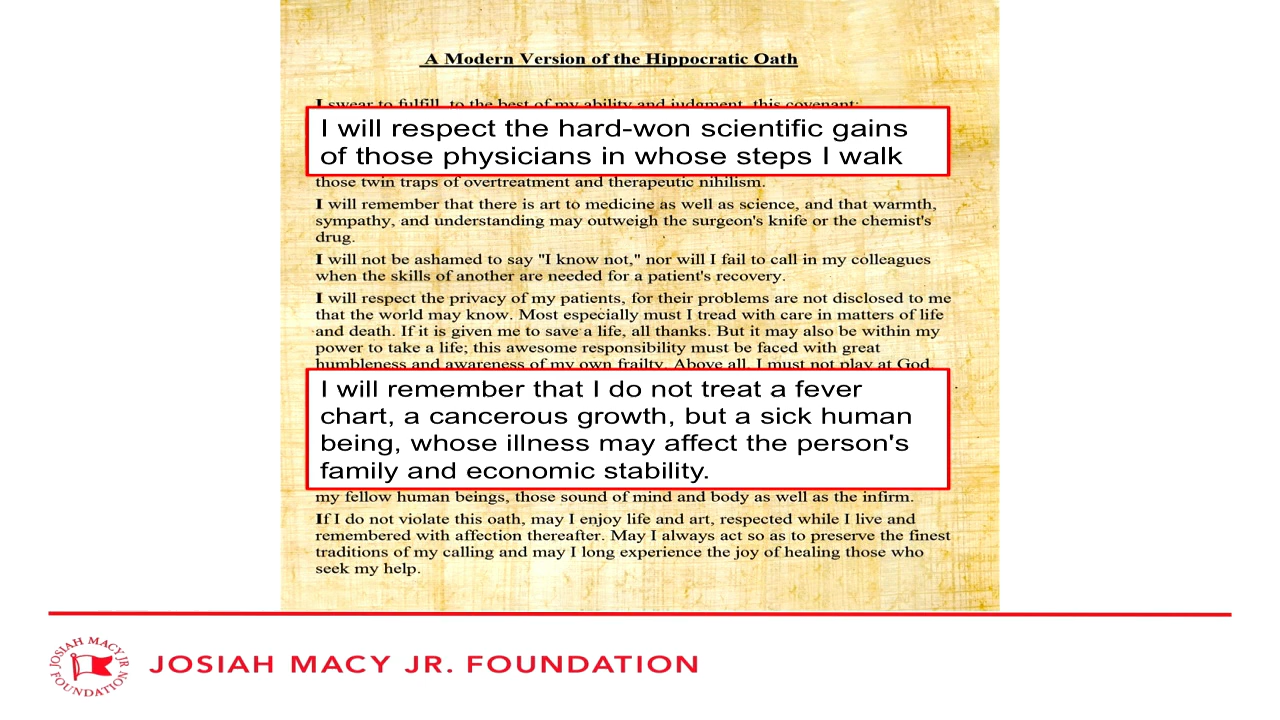 A Modern Version of the Hippocratic Oath
I swear to fulfill, to the best of my ability and judgment, this covenant:
I will respect the hard-won scientific gains
of those physicians in whose steps I walk
those twin traps of overtreatment and therapeutic nihilism.
I will remember that there is art to medicine as well as science, and that warmth,
sympathy, and understanding may outweigh the surgeon's knife or the chemist's
drug.
I will not be ashamed to say "I know not," nor will I fail to call in my colleagues
when the skills of another are needed for a patient's recovery.
I will respect the privacy of my patients, for their problems are not disclosed to me
that the world may know. Most especially must I tread with care in matters of life
and death. If it is given me to save a life, all thanks. But it may also be within my
power to take a life; this awesome responsibility must be faced with great
humbleness and awareness of my own frailty. Above all, I must not play at God.
I will remember that I do not treat a fever
chart, a cancerous growth, but a sick human
being, whose illness may affect the person's
family and economic stability.
my fellow human beings, those sound of mind and body as well as the infirm.
If I do not violate this oath, may I enjoy life and art, respected while I live and
remembered with affection thereafter. May I always act so as to preserve the finest
traditions of my calling and may I long experience the joy of healing those who
seek my help.
JOSIAH MACY JR
FOUNDATION
JOSIAH MACY JR. FOUNDATION